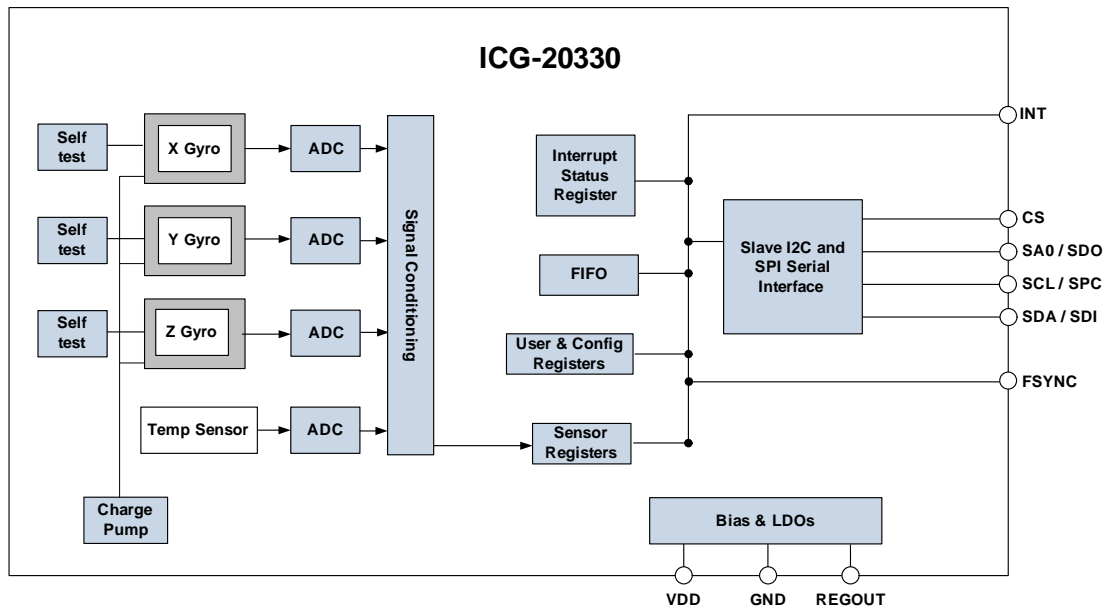 ICG-20330
INT
Self
test
X Gyro
ADC
Interrupt
Status
Register
CS
Self
test
Y Gyro
ADC
Signal Conditioning
Slave I2C and
SPI Serial
Interface
SA0 / SDO
FIFO
SCL / SPC
SDA / SDI
Self
test
Z Gyro
ADC
User & Config
Registers
FSYNC
Temp Sensor
ADC
Sensor
Registers
Charge
Pump
Bias & LDOs
VDD
GND
REGOUT